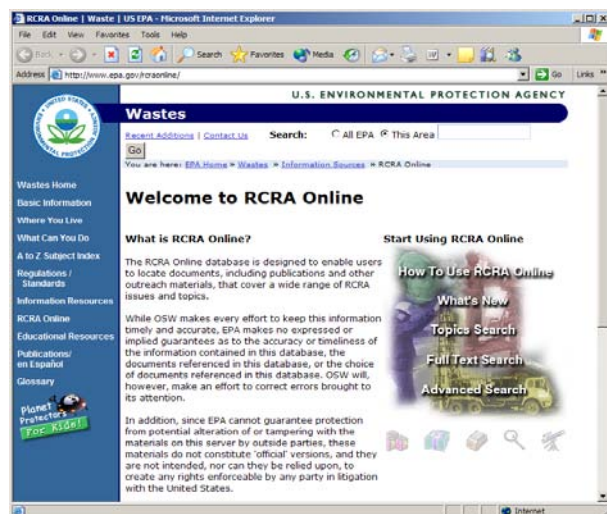 RCRA Online | Waste | US EPA - Microsoft Internet Explorer
File Edit View Favorites Tools Help
Back Search Favorites Media
Address http://www.epa.gov/rcraonline/ Go Links »
U.S. ENVIRONMENTAL PROTECTION AGENCY
Wastes
Recent Additions | Contact Us Search: All EPA This Area
Go
You are here: EPA Home » Wastes » Information Sources » RCRA Online
Wastes Home
Basic Information
Where You Live
What Can You Do
A to Z Subject Index
Regulations /
Standards
Information Resources
RCRA Online
Educational Resources
Publications/
en Español
Glossary
Planet
Protectors
For Kids!
Welcome to RCRA Online
What is RCRA Online?
The RCRA Online database is designed to enable users
to locate documents, including publications and other
outreach materials, that cover a wide range of RCRA
issues and topics.
While OSW makes every effort to keep this information
timely and accurate, EPA makes no expressed or
implied guarantees as to the accuracy or timeliness of
the information contained in this database, the
documents referenced in this database, or the choice
of documents referenced in this database. OSW will,
however, make an effort to correct errors brought to
its attention.
In addition, since EPA cannot guarantee protection
from potential alteration of or tampering with the
materials on this server by outside parties, these
materials do not constitute 'official' versions, and they
are not intended, nor can they be relied upon, to
create any rights enforceable by any party in litigation
with the United States.
Start Using RCRA Online
How To Use RCRA Online
What's New
Topics Search
Full Text Search
Advanced Search
Internet